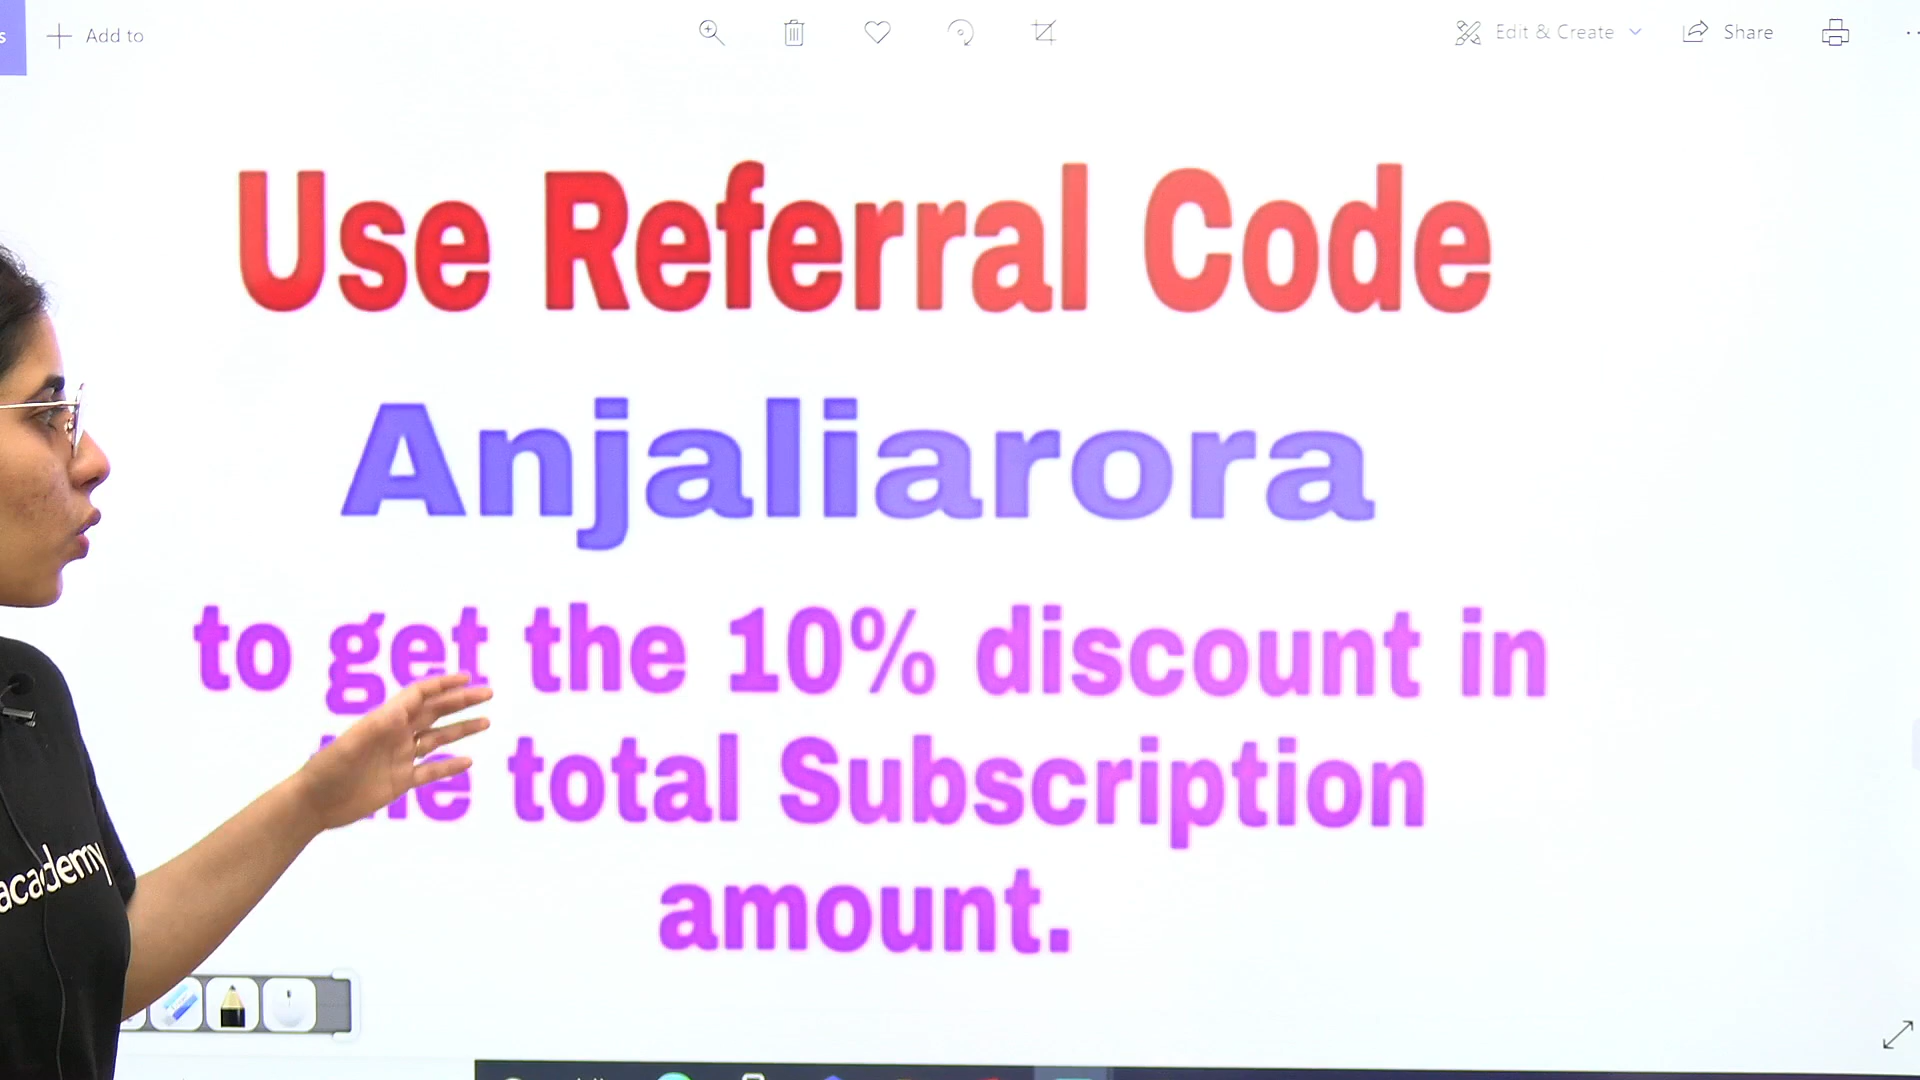 Add to
Edit & Create
Share
Use Referral Code
Anjaliarora
to get the 10% discount in
the total Subscription
amount.
academy